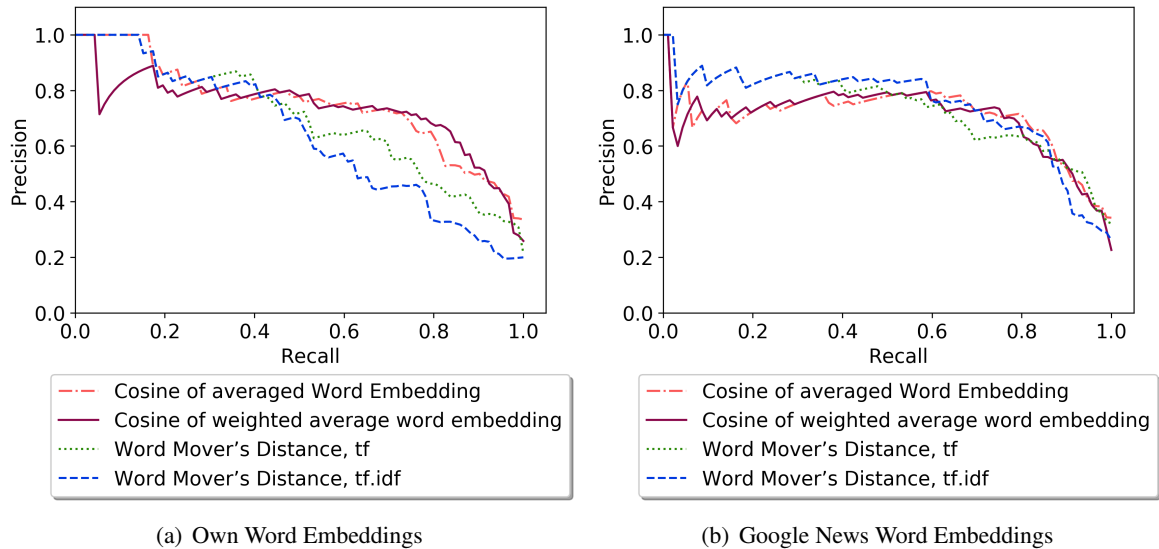 1.0
0.8
0.6
0.4
0.2
0.0
Precision
0.0 0.2 0.4 0.6 0.8 1.0
Recall
Cosine of averaged Word Embedding
Cosine of weighted average word embedding
Word Mover's Distance, tf
Word Mover's Distance, tf.idf
(a) Own Word Embeddings
1.0
0.8
0.6
0.4
0.2
0.0
Precision
0.0 0.2 0.4 0.6 0.8 1.0
Recall
Cosine of averaged Word Embedding
Cosine of weighted average word embedding
Word Mover's Distance, tf
Word Mover's Distance, tf.idf
(b) Google News Word Embeddings